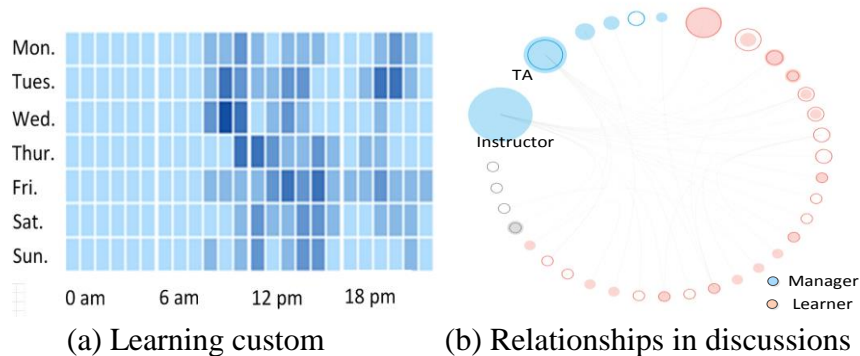 Mon.
Tues.
Wed.
Thur.
Fri.
Sat.
Sun.
0 am 6 am 12 pm 18 pm
(a) Learning custom
TA
Instructor
Manager
Learner
(b) Relationships in discussions